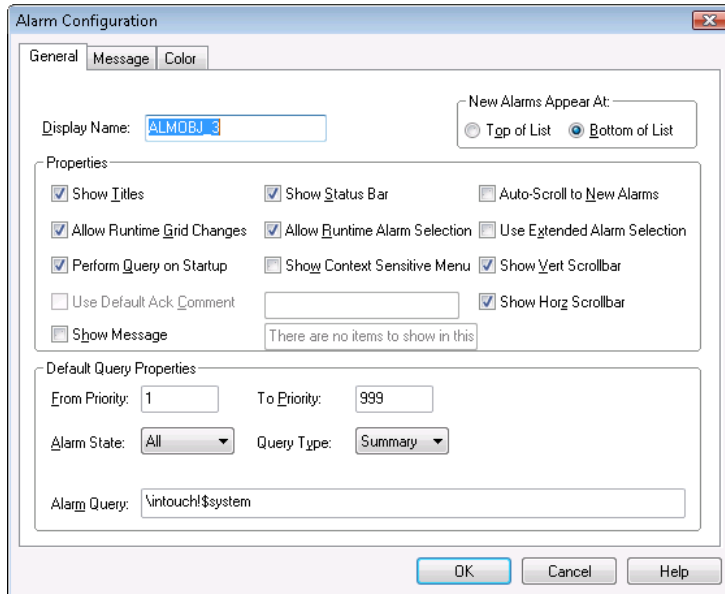 Alarm Configuration
General Message Color
New Alarms Appear At:
Display Name: ALMOBJ_3
Top of List Bottom of List
Properties
Show Titles Show Status Bar Auto-Scroll to New Alarms
Allow Runtime Grid Changes Allow Runtime Alarm Selection Use Extended Alarm Selection
Perform Query on Startup Show Context Sensitive Menu Show Vert Scrollbar
Use Default Ack Comment Show Horz Scrollbar
Show Message There are no items to show in this
Default Query Properties
From Priority: 1 To Priority: 999
Alarm State: All Query Type: Summary
Alarm Query: \intouch!$system
OK Cancel Help